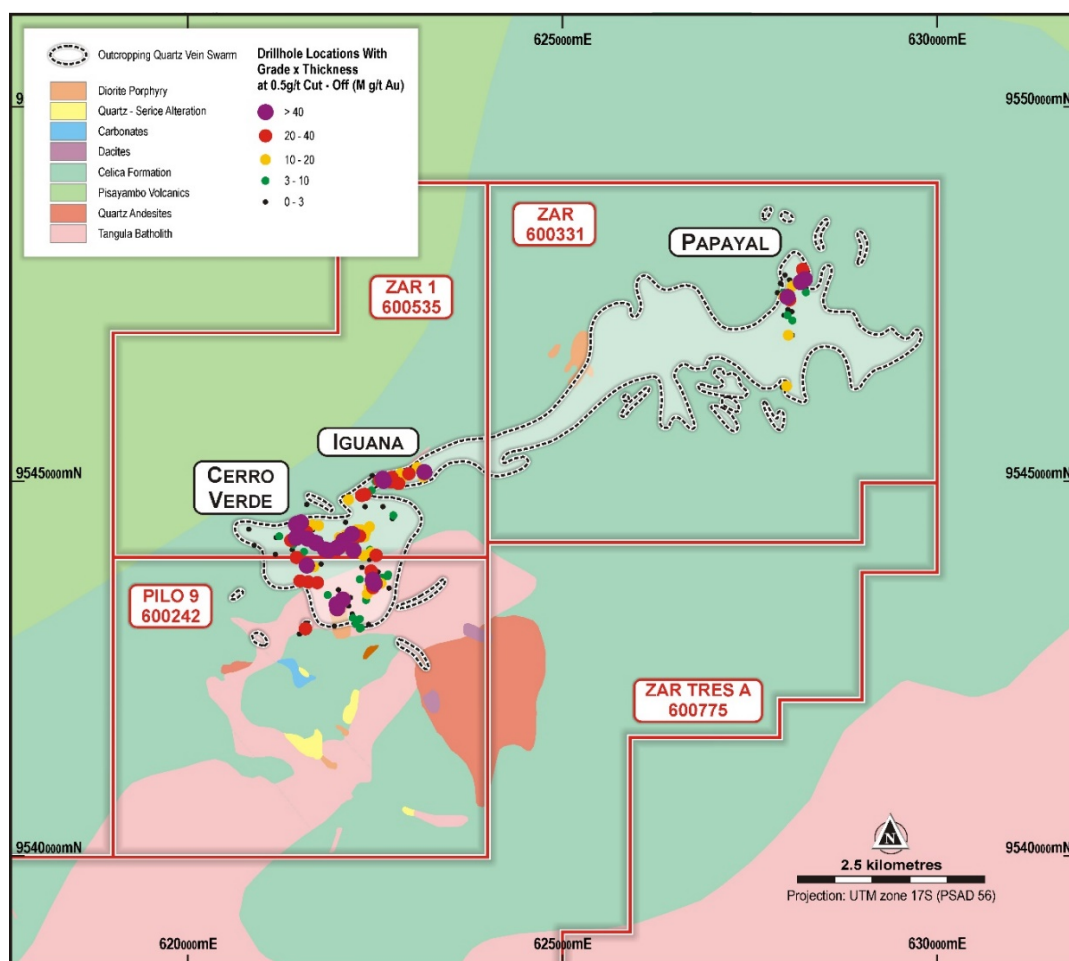 620000mE
625000mE
630000mE
9
9550000mN
Outcropping Quartz Vein Swarm
Diorite Porphyry
Quartz - Serice Alteration
Carbonates
Dacites
Celica Formation
Pisayambo Volcanics
Quartz Andesites
Tangula Batholith
Drillhole Locations With
Grade x Thickness
at 0.5g/t Cut - Off (M g/t Au)
> 40
20 - 40
10 - 20
3 - 10
0 - 3
ZAR
600331
PAPAYAL
ZAR 1
600535
IGUANA
CERRO
VERDE
9545000mN
9545000mN
PILO 9
600242
ZAR TRES A
600775
9540000mN
9540000mN
N
2.5 kilometres
Projection: UTM zone 17S (PSAD 56)
620000mE
625000mE
630000mE